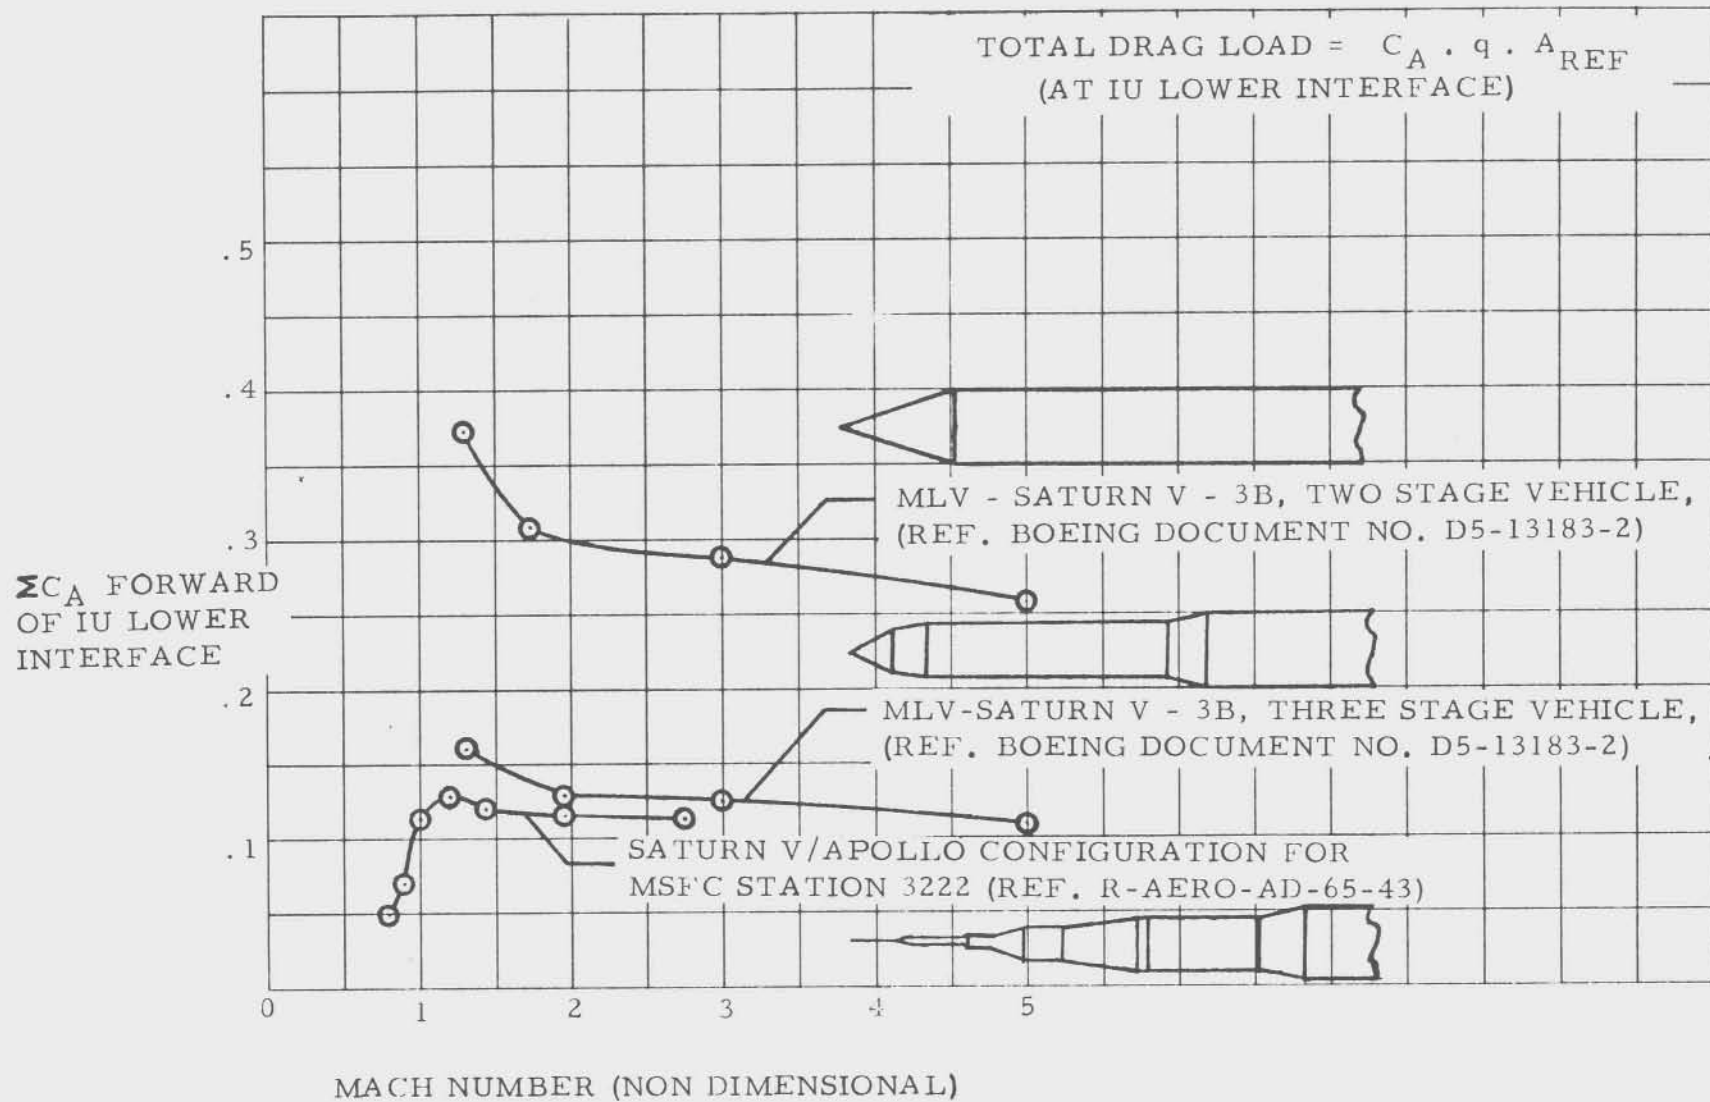 TOTAL DRAG LOAD = C_A . q . A_REF
(AT IU LOWER INTERFACE)
.5
.4
MLV - SATURN V - 3B, TWO STAGE VEHICLE,
(REF. BOEING DOCUMENT NO. D5-13183-2)
.3
ΣC_A FORWARD
OF IU LOWER
INTERFACE
.2
MLV-SATURN V - 3B, THREE STAGE VEHICLE,
(REF. BOEING DOCUMENT NO. D5-13183-2)
.1
SATURN V/APOLLO CONFIGURATION FOR
MSFC STATION 3222 (REF. R-AERO-AD-65-43)
0 1 2 3 4 5
MACH NUMBER (NON DIMENSIONAL)